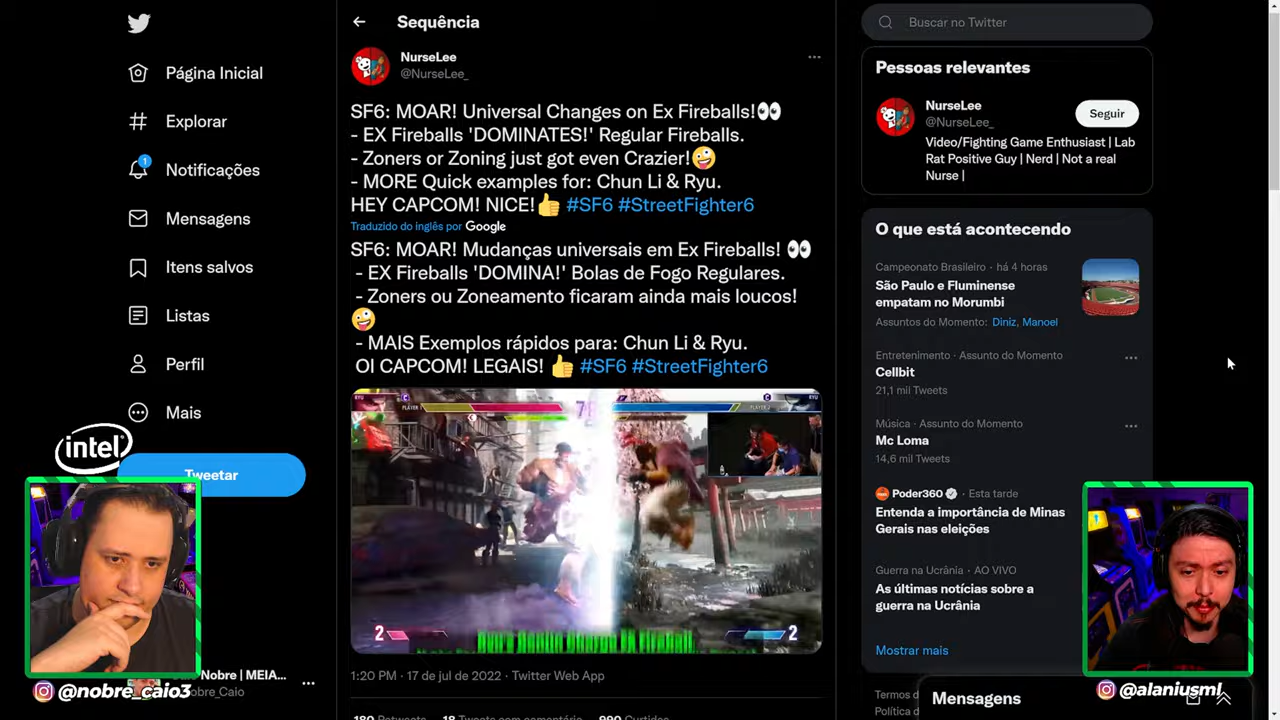 Página Inicial
Explorar
1
Notificações
Mensagens
Itens salvos
Listas
Perfil
Mais
intel
Tweetar
@nobre_caio3
Nobre | MEIA...
Sequência
NurseLee
@NurseLee_
SF6: MOAR! Universal Changes on Ex Fireballs!👀
- EX Fireballs 'DOMINATES!' Regular Fireballs.
- Zoners or Zoning just got even Crazier!🤪
- MORE Quick examples for: Chun Li & Ryu.
HEY CAPCOM! NICE!👍 #SF6 #StreetFighter6
Traduzido do inglês por Google
SF6: MOAR! Mudanças universais em Ex Fireballs! 👀
- EX Fireballs 'DOMINA!' Bolas de Fogo Regulares.
- Zoners ou Zoneamento ficaram ainda mais loucos!
🤪
- MAIS Exemplos rápidos para: Chun Li & Ryu.
OI CAPCOM! LEGAIS! 👍 #SF6 #StreetFighter6
RYU
PLAYER 1
RYU
2
2
1:20 PM · 17 de jul de 2022 · Twitter Web App
Buscar no Twitter
Pessoas relevantes
NurseLee
@NurseLee_
Seguir
Video/Fighting Game Enthusiast | Lab
Rat Positive Guy | Nerd | Not a real
Nurse |
O que está acontecendo
Campeonato Brasileiro · há 4 horas
São Paulo e Fluminense
empatam no Morumbi
Assuntos do Momento: Diniz, Manoel
Entretenimento · Assunto do Momento
Cellbit
21,1 mil Tweets
Música · Assunto do Momento
Mc Loma
14,6 mil Tweets
Poder360 · Esta tarde
Entenda a importância de Minas
Gerais nas eleições
Guerra na Ucrânia · AO VIVO
As últimas notícias sobre a
guerra na Ucrânia
Mostrar mais
Termos d
Mensagens
@alaniusml